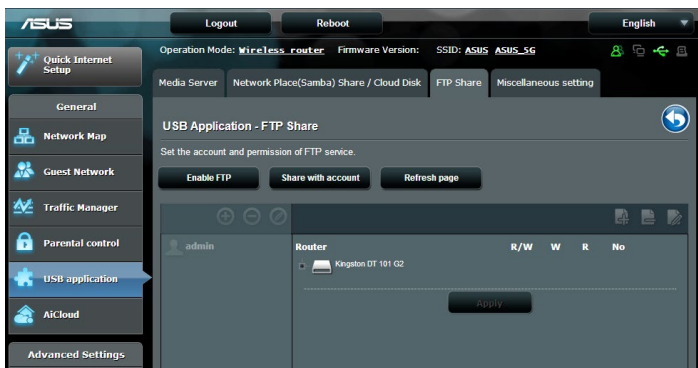 ASUS Logout Reboot English
Operation Mode: Wireless router Firmware Version: SSID: ASUS ASUS_5G
Quick Internet
Setup
Media Server Network Place(Samba) Share / Cloud Disk FTP Share Miscellaneous setting
General
Network Map
Guest Network
Traffic Manager
Parental control
USB application
AiCloud
Advanced Settings
USB Application - FTP Share
Set the account and permission of FTP service.
Enable FTP Share with account Refresh page
admin
Router R/W W R No
Kingston DT 101 G2
Apply